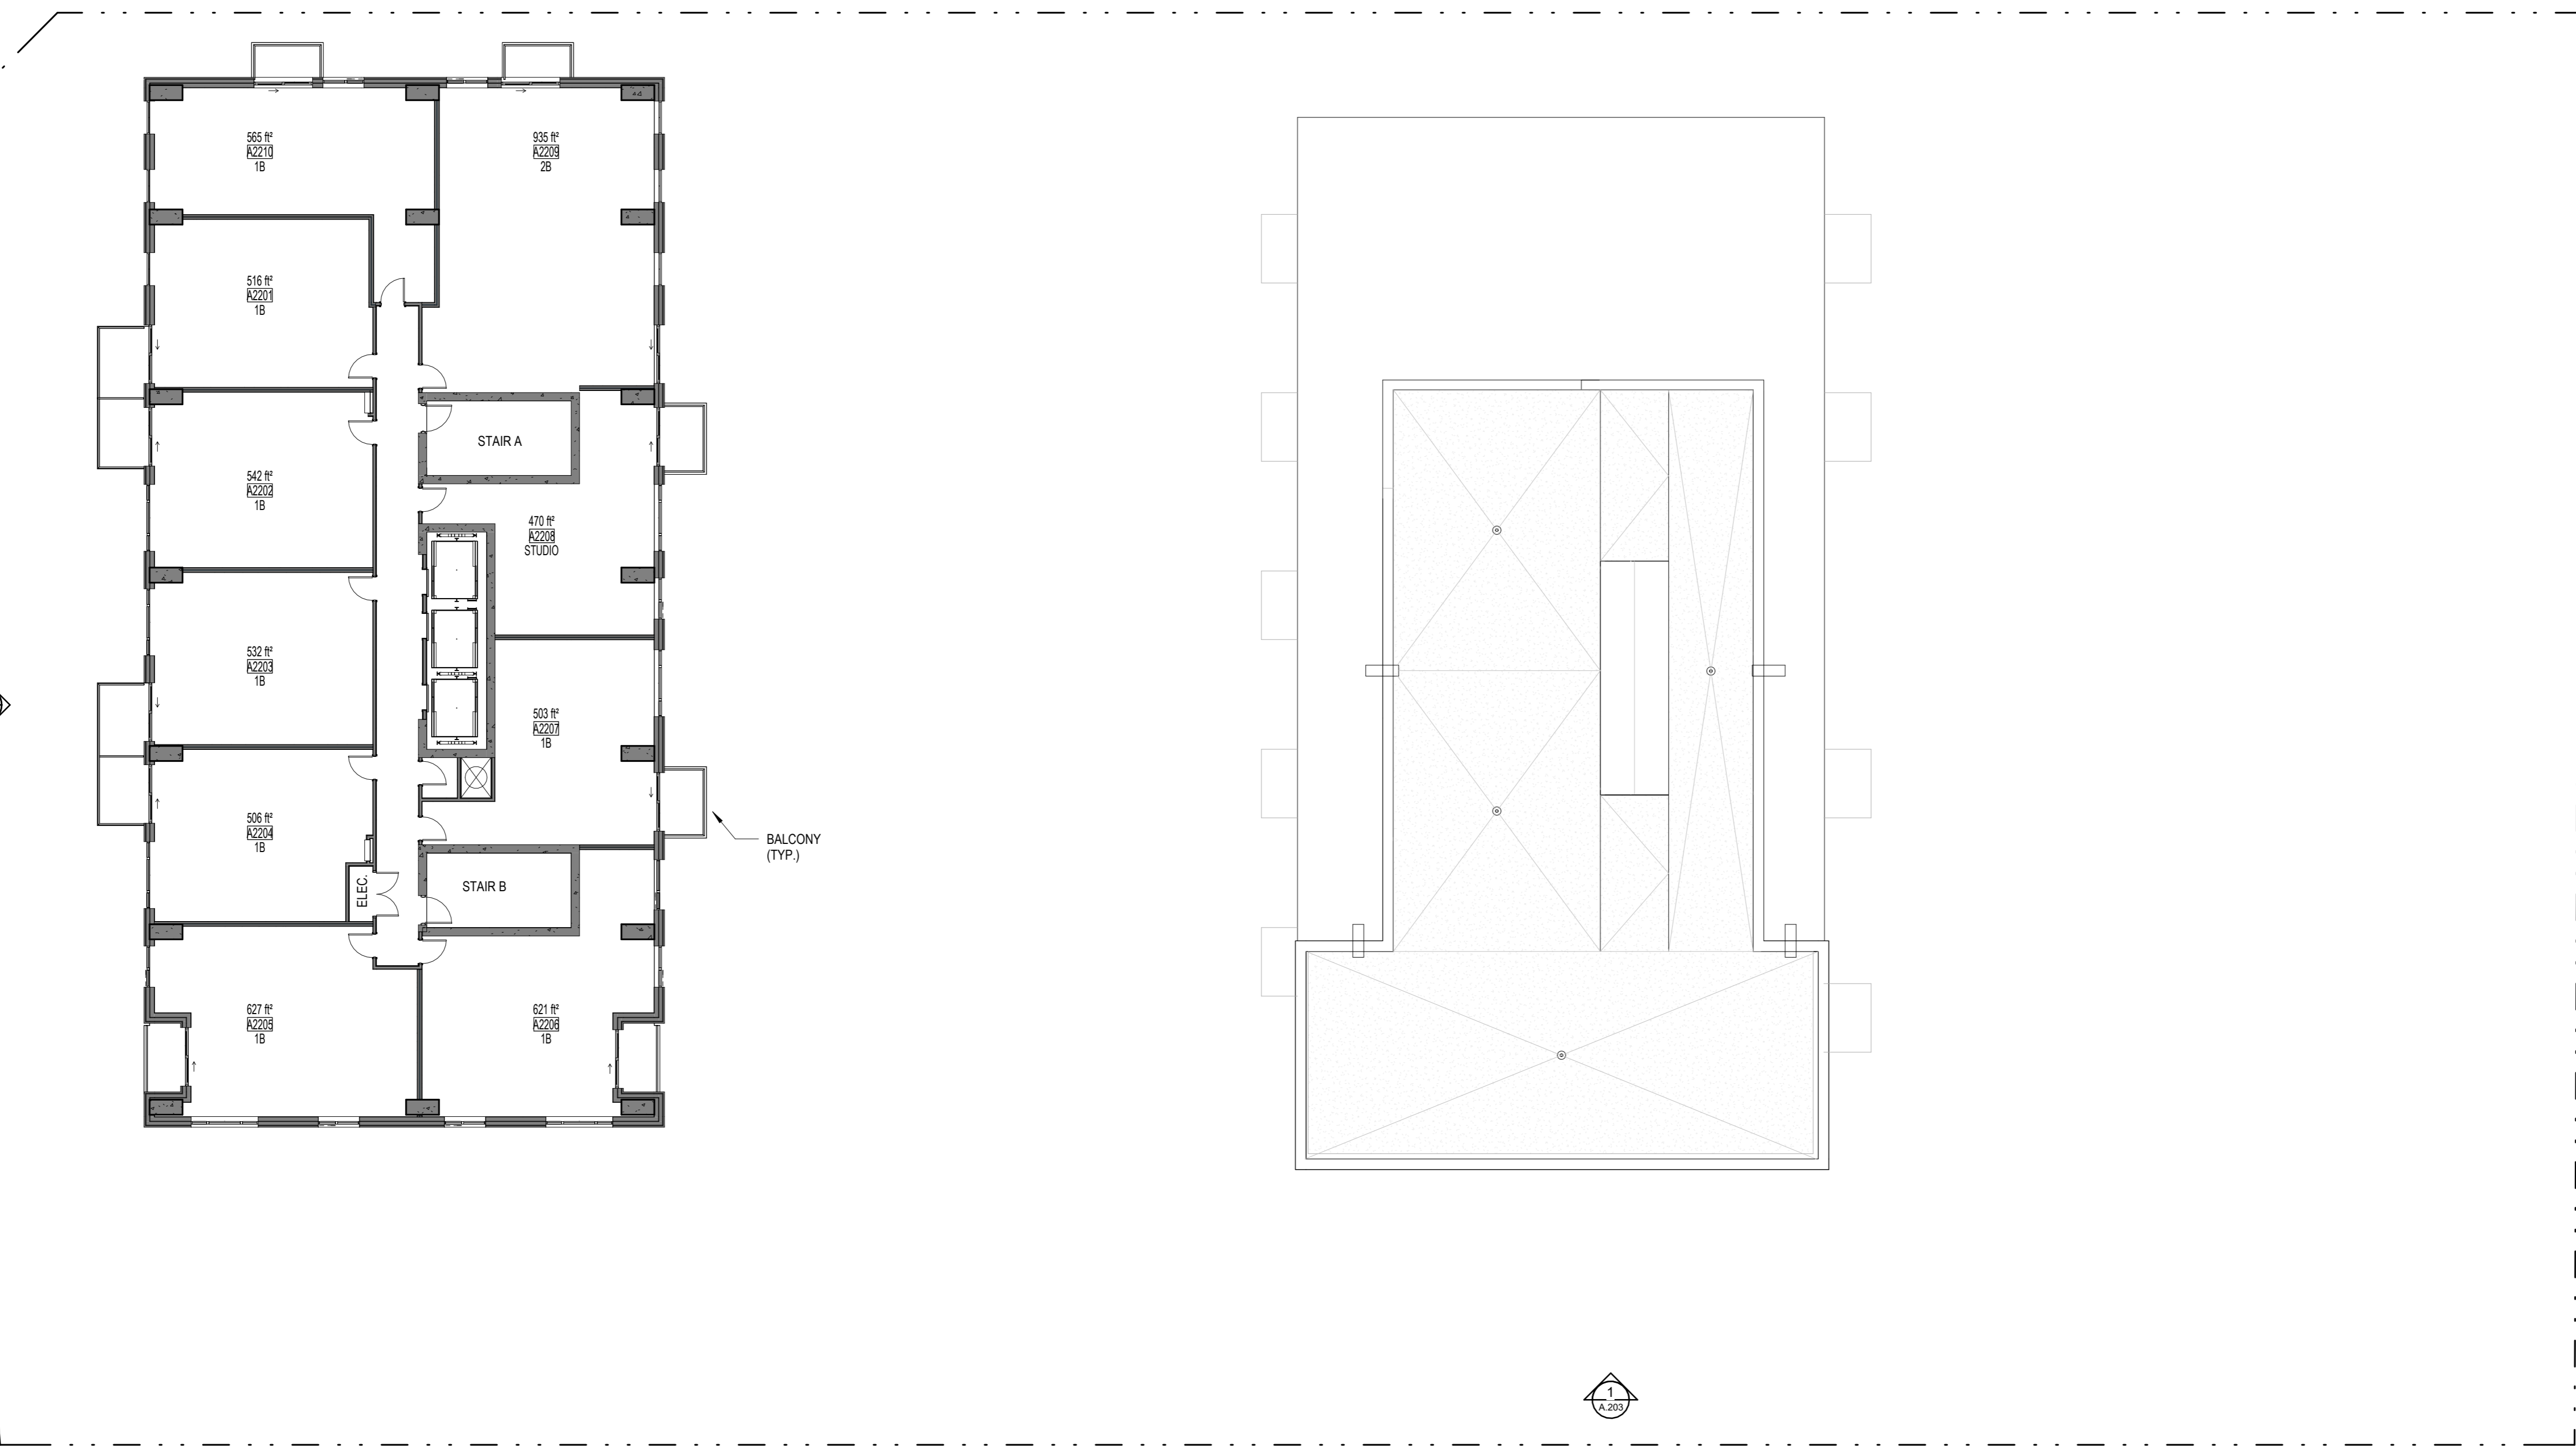 565 ft²
A2210
1B
935 ft²
A2209
2B
516 ft²
A2201
1B
STAIR A
542 ft²
A2202
1B
470 ft²
A2208
STUDIO
532 ft²
A2203
1B
503 ft²
A2207
1B
506 ft²
A2204
1B
BALCONY
(TYP.)
ELEC.
STAIR B
627 ft²
A2205
1B
621 ft²
A2206
1B
1
A.203